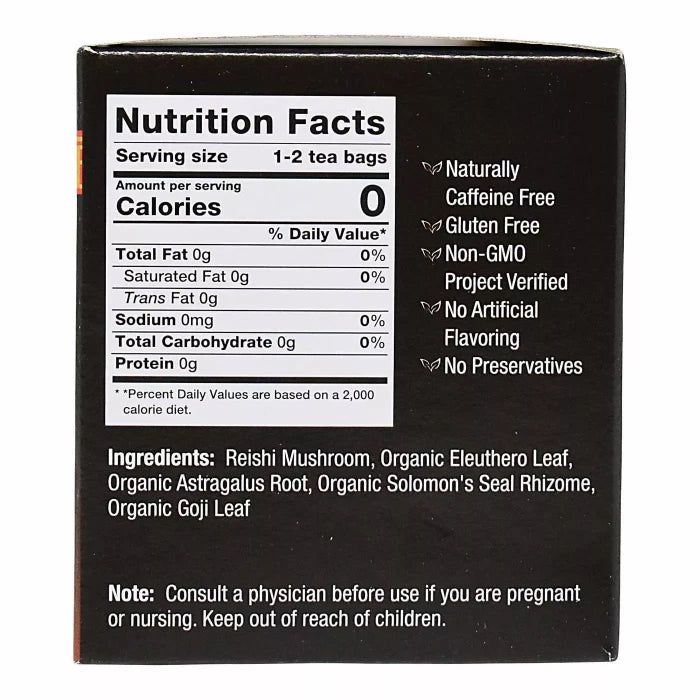 Nutrition Facts
Serving size 1-2 tea bags
Amount per serving
Calories 0
% Daily Value*
Total Fat 0g 0%
Saturated Fat 0g 0%
Trans Fat 0g
Sodium 0mg 0%
Total Carbohydrate 0g 0%
Protein 0g
* *Percent Daily Values are based on a 2,000
calorie diet.
Naturally
Caffeine Free
Gluten Free
Non-GMO
Project Verified
No Artificial
Flavoring
No Preservatives
Ingredients: Reishi Mushroom, Organic Eleuthero Leaf,
Organic Astragalus Root, Organic Solomon's Seal Rhizome,
Organic Goji Leaf
Note: Consult a physician before use if you are pregnant
or nursing. Keep out of reach of children.